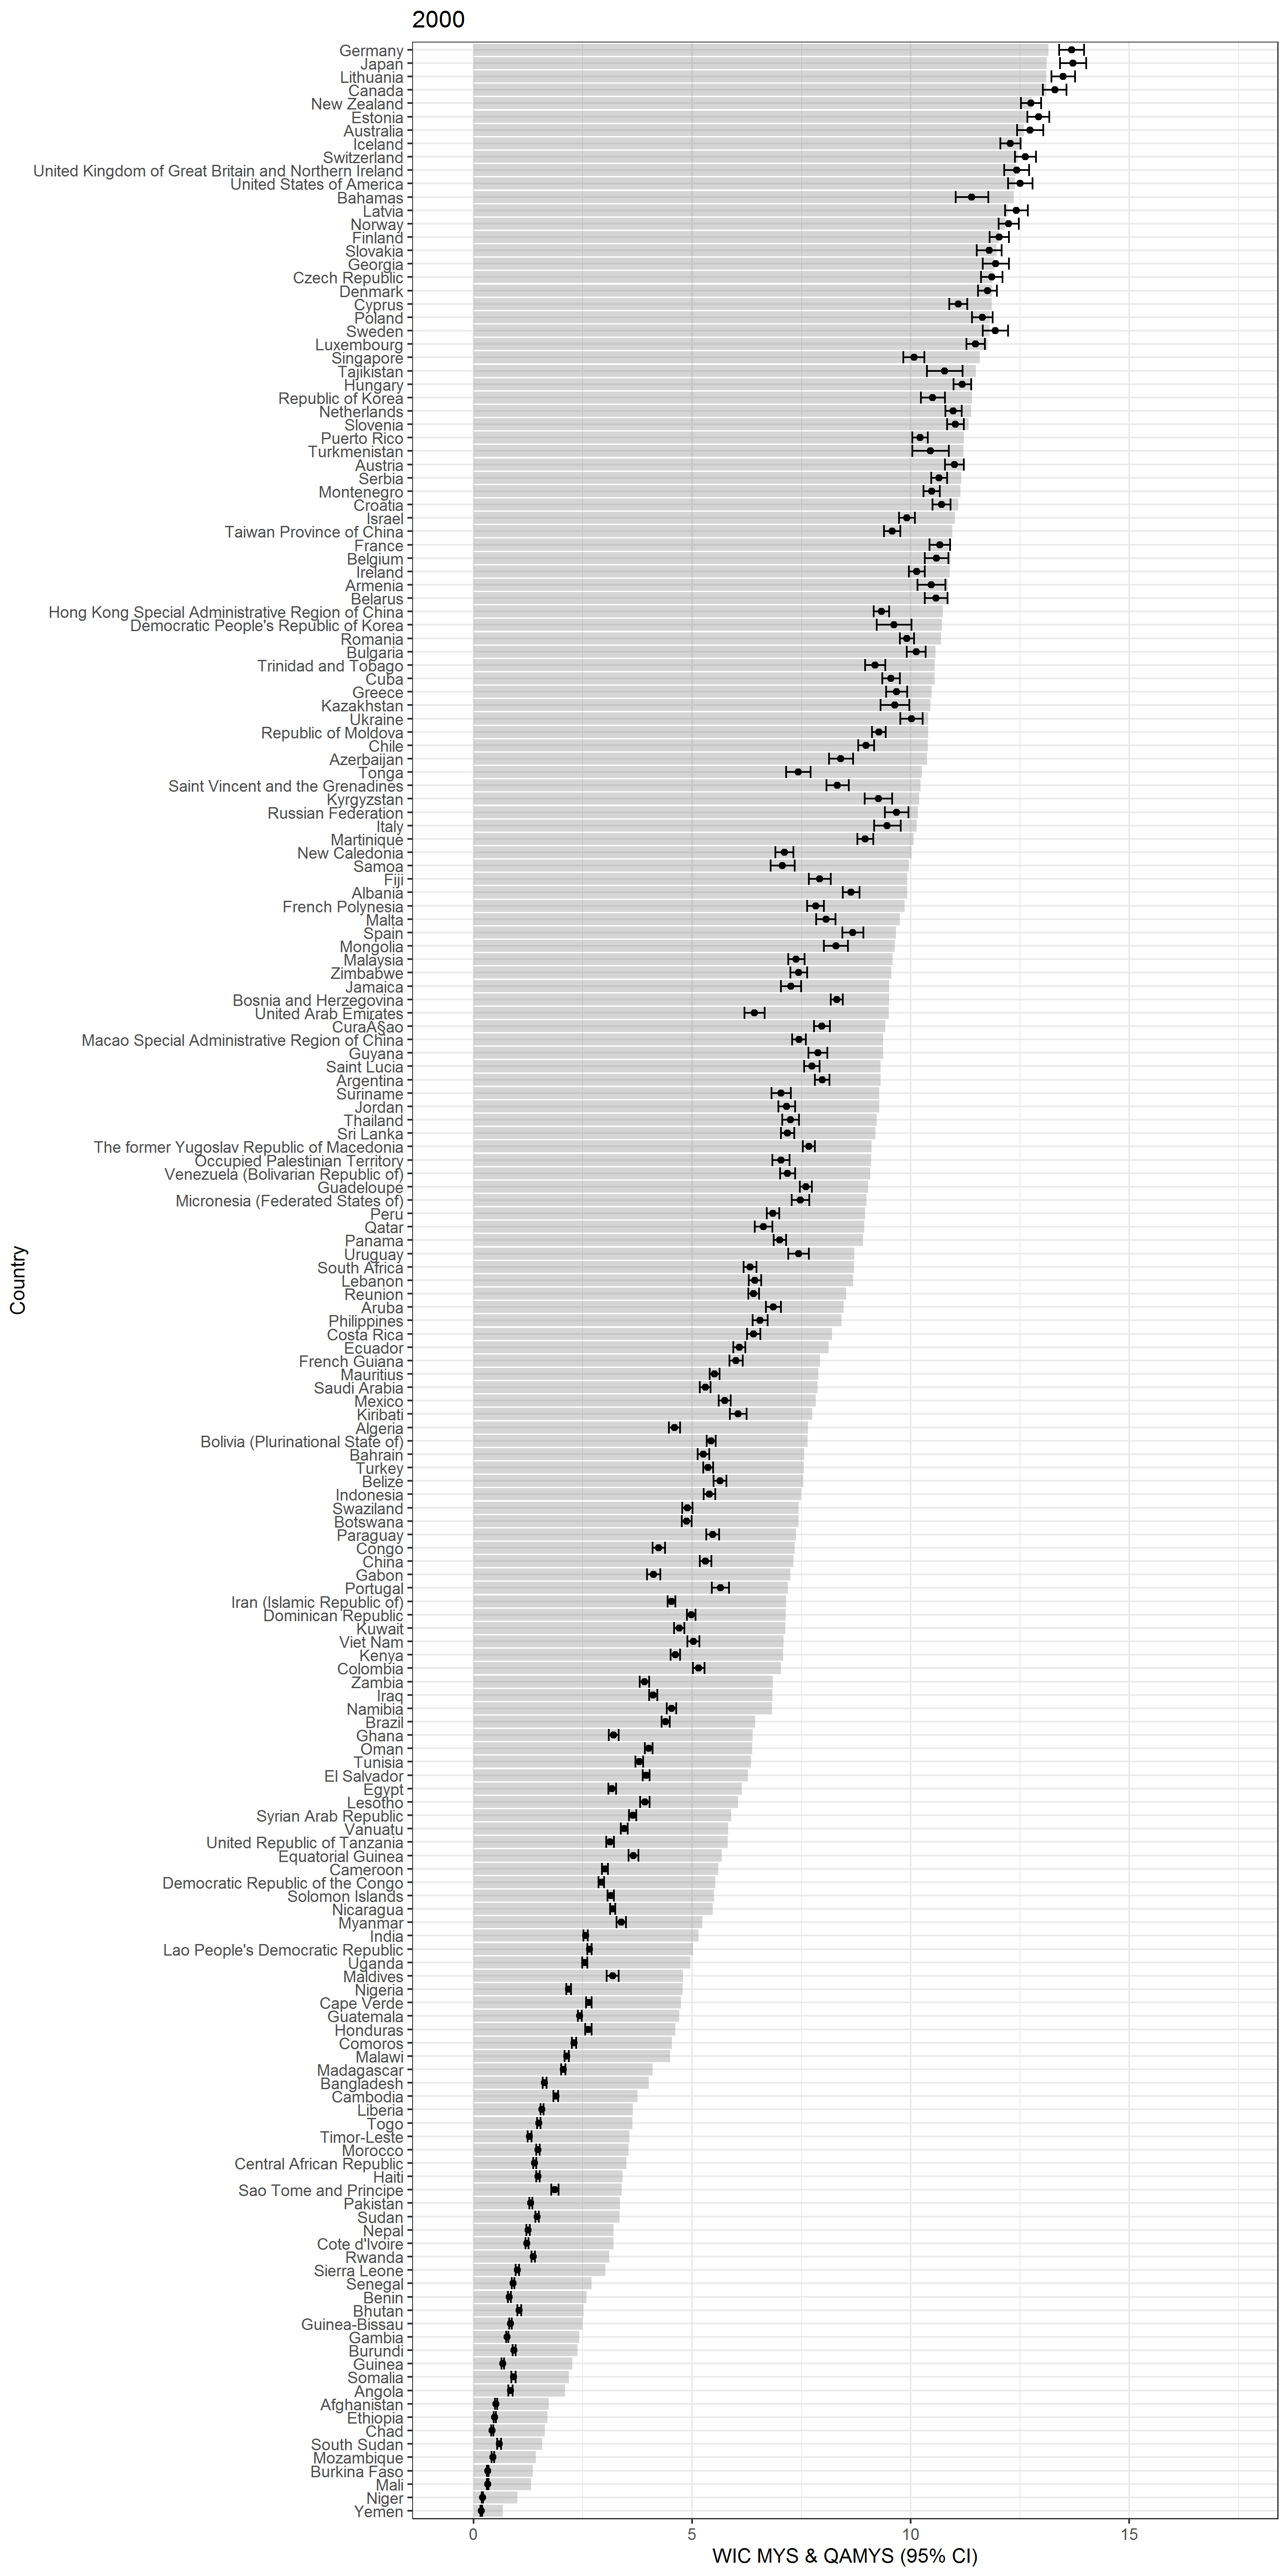 2000
Germany
Japan
Lithuania
Canada
New Zealand
Estonia
Australia
Iceland
Switzerland
United Kingdom of Great Britain and Northern Ireland
United States of America
Bahamas
Latvia
Norway
Finland
Slovakia
Georgia
Czech Republic
Denmark
Cyprus
Poland
Sweden
Luxembourg
Singapore
Tajikistan
Hungary
Republic of Korea
Netherlands
Slovenia
Puerto Rico
Turkmenistan
Austria
Serbia
Montenegro
Croatia
Israel
Taiwan Province of China
France
Belgium
Ireland
Armenia
Belarus
Hong Kong Special Administrative Region of China
Democratic People's Republic of Korea
Romania
Bulgaria
Trinidad and Tobago
Cuba
Greece
Kazakhstan
Ukraine
Republic of Moldova
Chile
Azerbaijan
Tonga
Saint Vincent and the Grenadines
Kyrgyzstan
Russian Federation
Italy
Martinique
New Caledonia
Samoa
Fiji
Albania
French Polynesia
Malta
Spain
Mongolia
Malaysia
Zimbabwe
Jamaica
Bosnia and Herzegovina
United Arab Emirates
CuraÃ§ao
Macao Special Administrative Region of China
Guyana
Saint Lucia
Argentina
Suriname
Jordan
Thailand
Sri Lanka
The former Yugoslav Republic of Macedonia
Occupied Palestinian Territory
Venezuela (Bolivarian Republic of)
Guadeloupe
Micronesia (Federated States of)
Peru
Qatar
Panama
Uruguay
South Africa
Lebanon
Reunion
Aruba
Philippines
Costa Rica
Ecuador
French Guiana
Mauritius
Saudi Arabia
Mexico
Kiribati
Algeria
Bolivia (Plurinational State of)
Bahrain
Turkey
Belize
Indonesia
Swaziland
Botswana
Paraguay
Congo
China
Gabon
Portugal
Iran (Islamic Republic of)
Dominican Republic
Kuwait
Viet Nam
Kenya
Colombia
Zambia
Iraq
Namibia
Brazil
Ghana
Oman
Tunisia
El Salvador
Egypt
Lesotho
Syrian Arab Republic
Vanuatu
United Republic of Tanzania
Equatorial Guinea
Cameroon
Democratic Republic of the Congo
Solomon Islands
Nicaragua
Myanmar
India
Lao People's Democratic Republic
Uganda
Maldives
Nigeria
Cape Verde
Guatemala
Honduras
Comoros
Malawi
Madagascar
Bangladesh
Cambodia
Liberia
Togo
Timor-Leste
Morocco
Central African Republic
Haiti
Sao Tome and Principe
Pakistan
Sudan
Nepal
Cote d'Ivoire
Rwanda
Sierra Leone
Senegal
Benin
Bhutan
Guinea-Bissau
Gambia
Burundi
Guinea
Somalia
Angola
Afghanistan
Ethiopia
Chad
South Sudan
Mozambique
Burkina Faso
Mali
Niger
Yemen
Country
0 5 10 15
WIC MYS & QAMYS (95% CI)